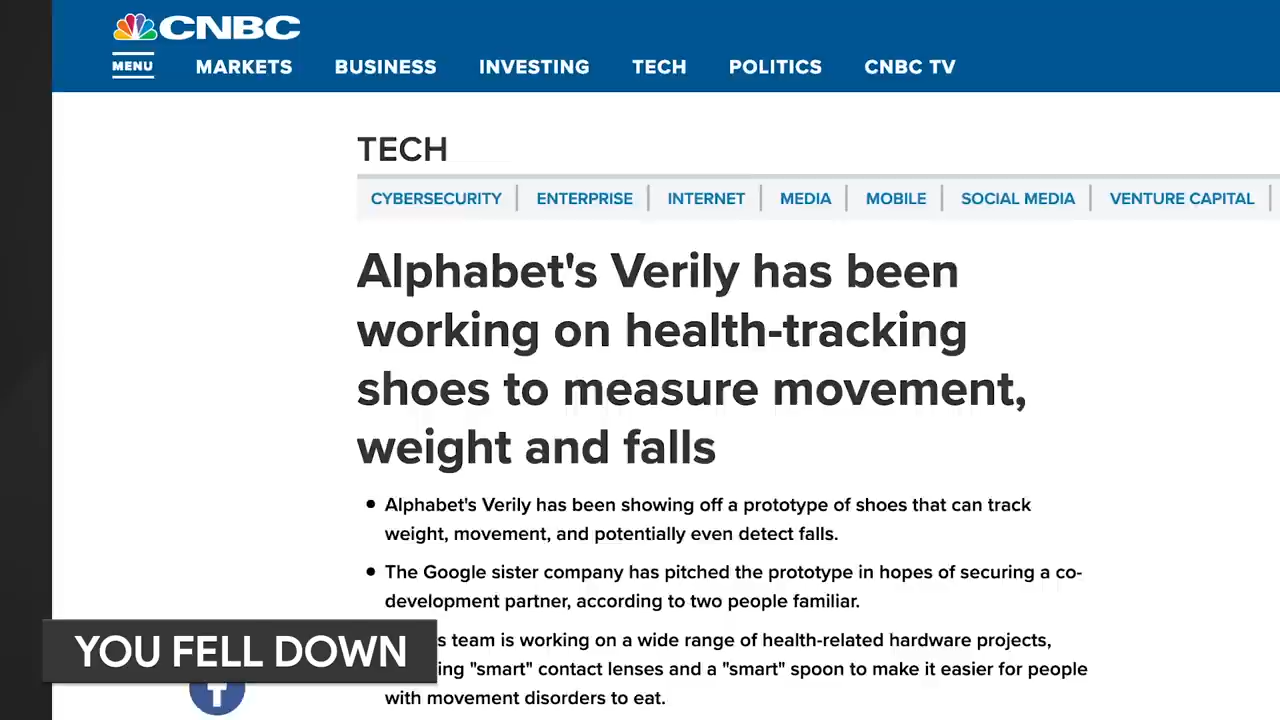 CNBC
MENU MARKETS BUSINESS INVESTING TECH POLITICS CNBC TV
TECH
CYBERSECURITY ENTERPRISE INTERNET MEDIA MOBILE SOCIAL MEDIA VENTURE CAPITAL
Alphabet's Verily has been
working on health-tracking
shoes to measure movement,
weight and falls
• Alphabet's Verily has been showing off a prototype of shoes that can track
weight, movement, and potentially even detect falls.
• The Google sister company has pitched the prototype in hopes of securing a co-
development partner, according to two people familiar.
team is working on a wide range of health-related hardware projects,
"smart" contact lenses and a "smart" spoon to make it easier for people
with movement disorders to eat.
YOU FELL DOWN